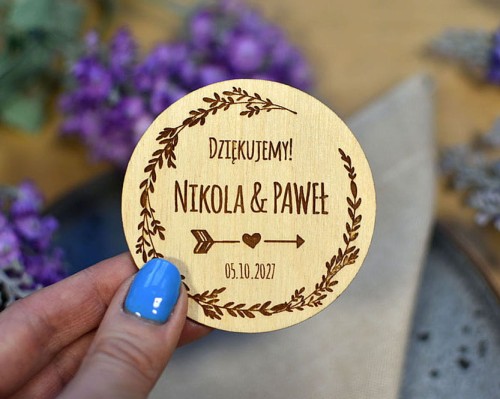 Dziękujemy!
Nikola & Paweł
05.10.2027